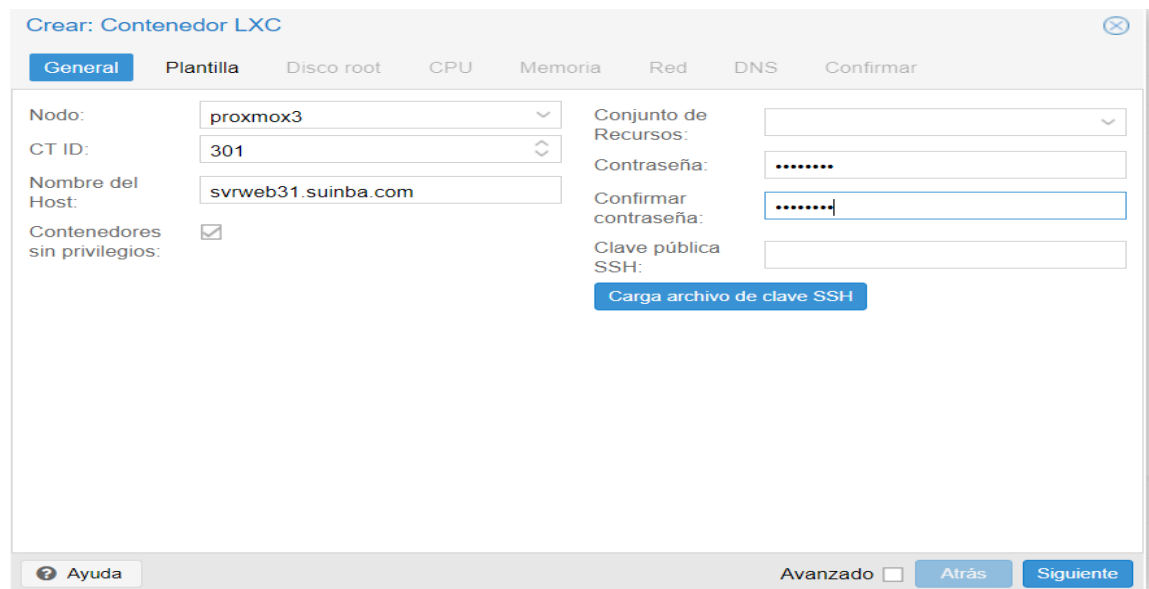 Crear: Contenedor LXC
General Plantilla Disco root CPU Memoria Red DNS Confirmar
Nodo: proxmox3
CT ID: 301
Nombre del
Host: svrweb31.suinba.com
Contenedores
sin privilegios:
Conjunto de
Recursos:
Contraseña: ••••••••
Confirmar
contraseña: ••••••••
Clave pública
SSH:
Carga archivo de clave SSH
Ayuda Avanzado Atrás Siguiente